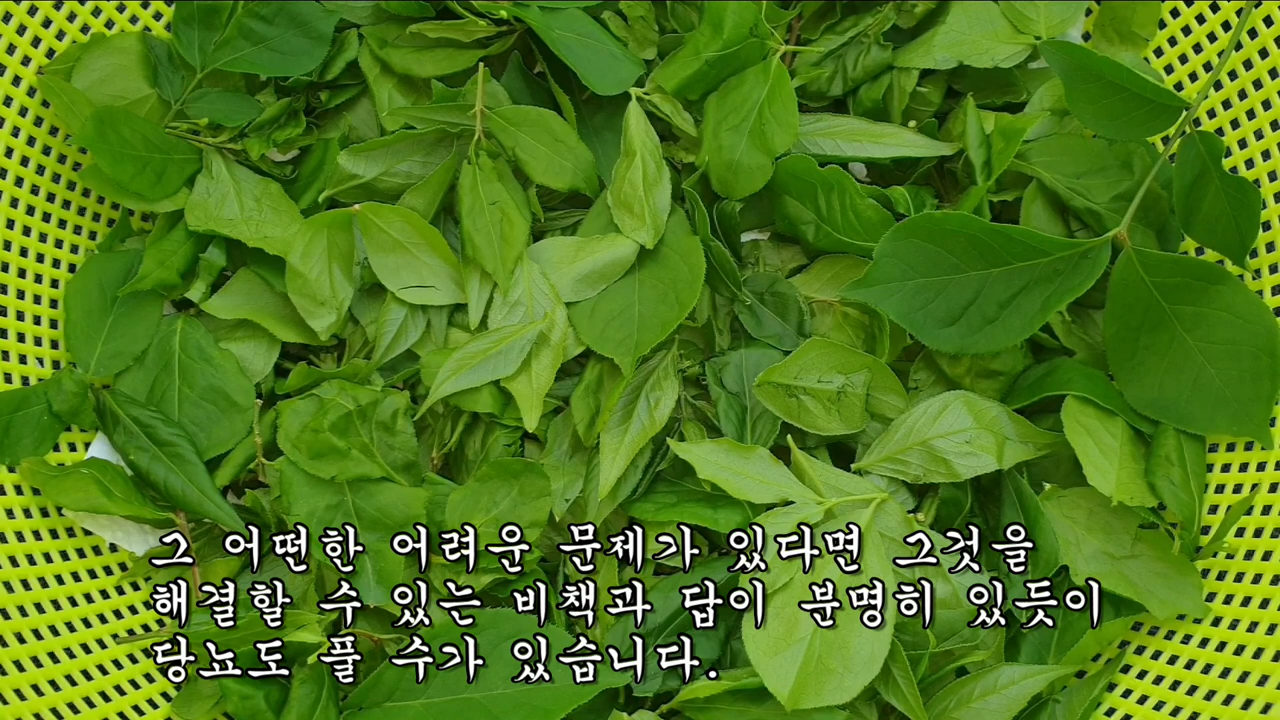 그 어떤한 어려운 문제가 있다면 그것을
해결할 수 있는 비책과 답이 분명히 있듯이
당뇨도 풀 수가 있습니다.